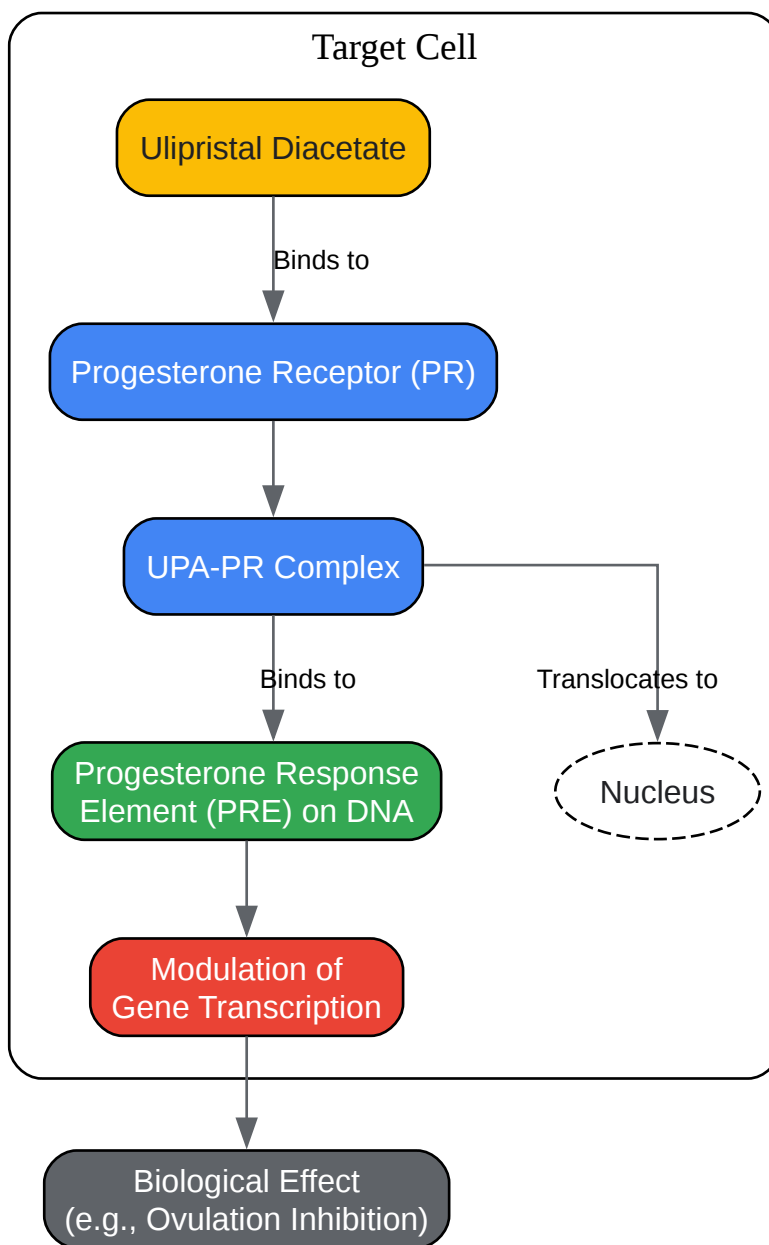 Target Cell
Ulipristal Diacetate
Binds to
Progesterone Receptor (PR)
UPA-PR Complex
Binds to
Translocates to
Progesterone Response
Element (PRE) on DNA
Nucleus
Modulation of
Gene Transcription
Biological Effect
(e.g., Ovulation Inhibition)